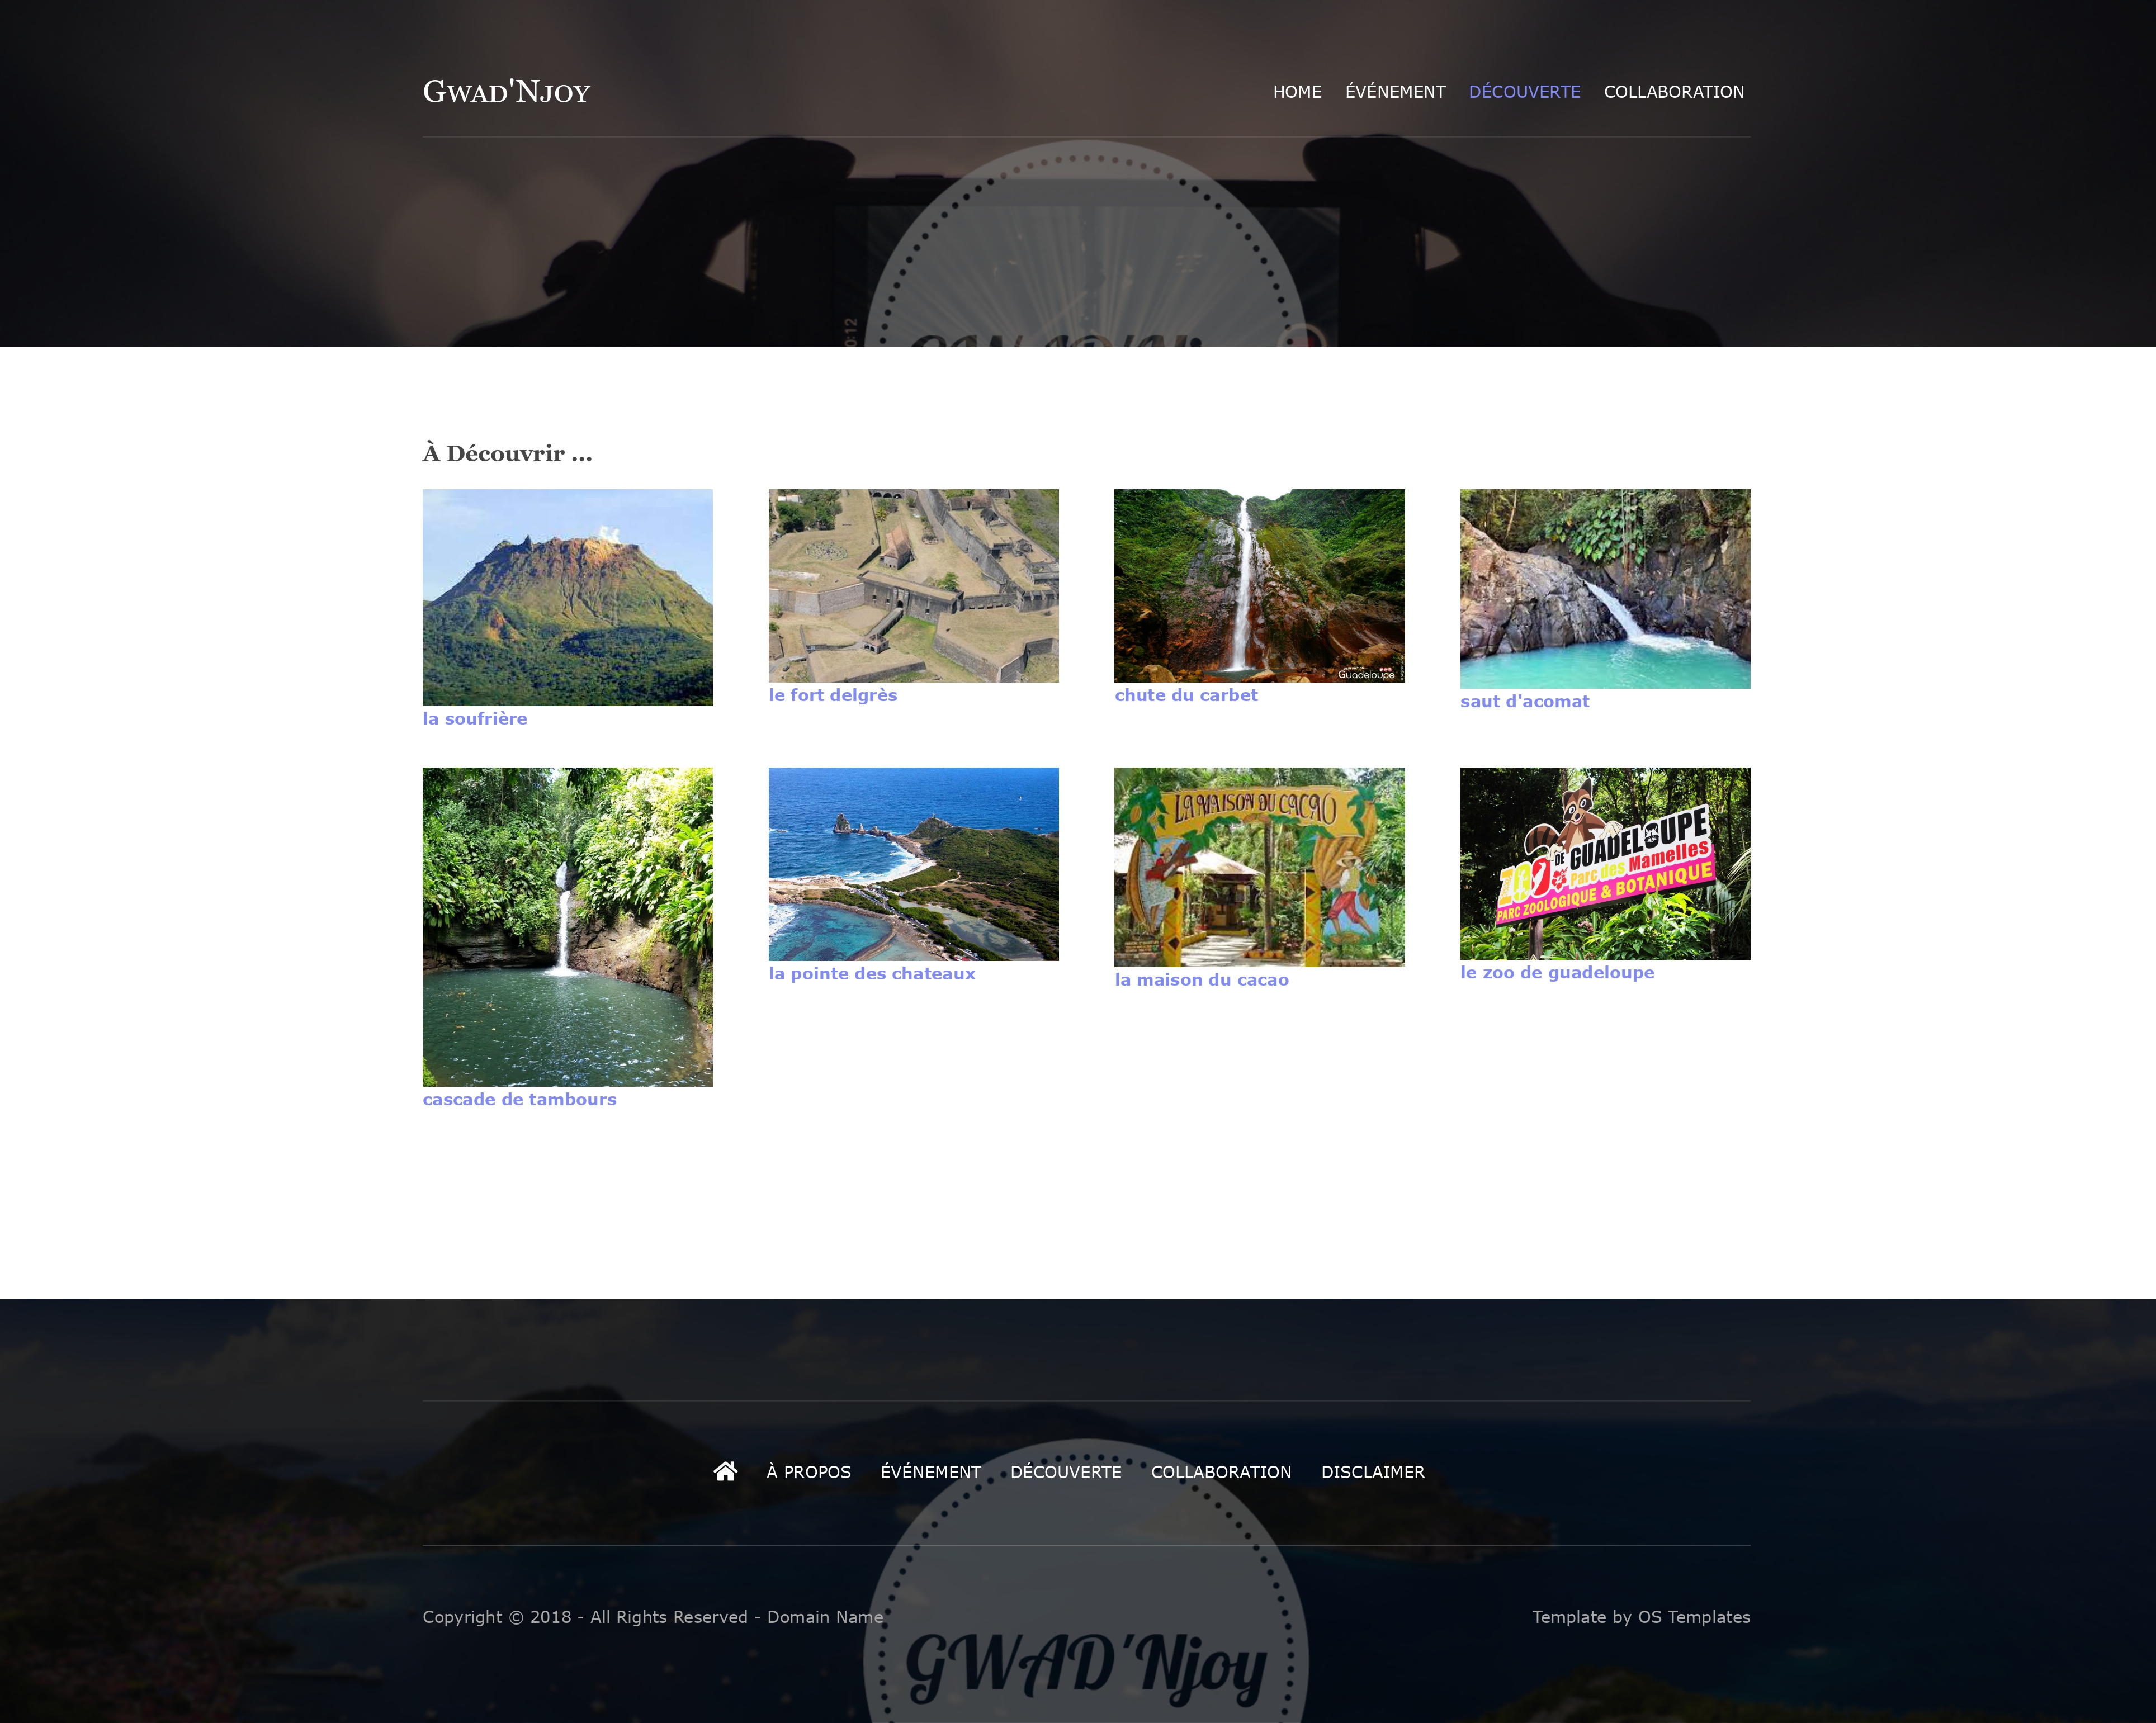 Gwad'Njoy
HOME ÉVÉNEMENT DÉCOUVERTE COLLABORATION
0:12
À Découvrir ...
Guadeloupe
la soufrière
le fort delgrès
chute du carbet
saut d'acomat
LA MAISON DU CACAO
ZOO DE GUADELOUPE
Parc des Mamelles
PARC ZOOLOGIQUE & BOTANIQUE
cascade de tambours
la pointe des chateaux
la maison du cacao
le zoo de guadeloupe
À PROPOS ÉVÉNEMENT DÉCOUVERTE COLLABORATION DISCLAIMER
Copyright © 2018 - All Rights Reserved - Domain Name
Template by OS Templates
GWAD'Njoy